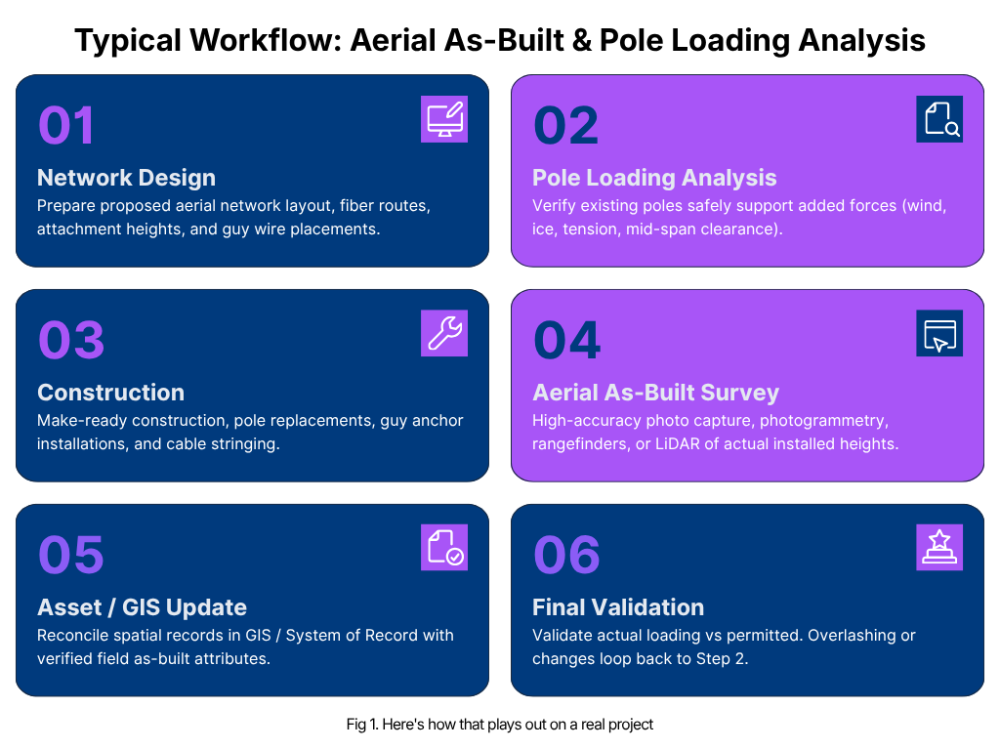 Typical Workflow: Aerial As-Built & Pole Loading Analysis
01
Network Design
Prepare proposed aerial network layout, fiber routes,
attachment heights, and guy wire placements.
02
Pole Loading Analysis
Verify existing poles safely support added forces (wind,
ice, tension, mid-span clearance).
03
Construction
Make-ready construction, pole replacements, guy anchor
installations, and cable stringing.
04
Aerial As-Built Survey
High-accuracy photo capture, photogrammetry,
rangefinders, or LiDAR of actual installed heights.
05
Asset / GIS Update
Reconcile spatial records in GIS / System of Record with
verified field as-built attributes.
06
Final Validation
Validate actual loading vs permitted. Overlashing or
changes loop back to Step 2.
Fig 1. Here's how that plays out on a real project